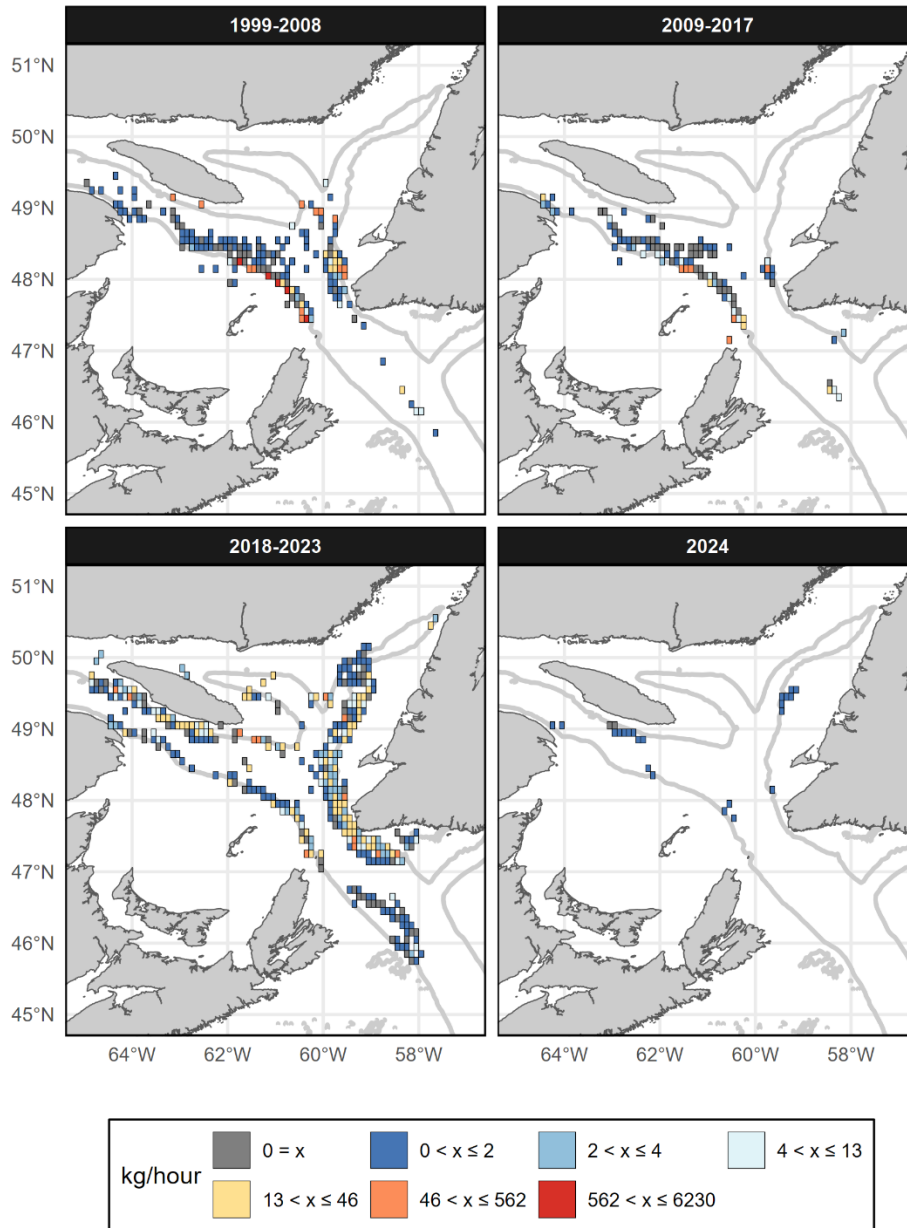 1999-2008
2009-2017
51°N
50°N
49°N
48°N
47°N
46°N
45°N
2018-2023
2024
51°N
50°N
49°N
48°N
47°N
46°N
45°N
64°W 62°W 60°W 58°W
64°W 62°W 60°W 58°W
kg/hour
0 = x
0 < x ≤ 2
2 < x ≤ 4
4 < x ≤ 13
13 < x ≤ 46
46 < x ≤ 562
562 < x ≤ 6230